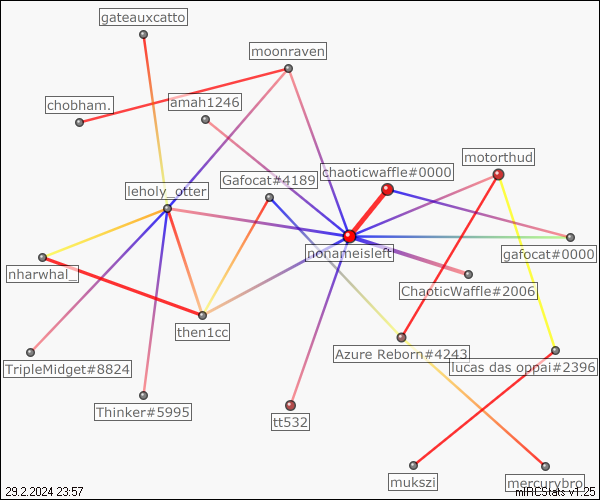 gateauxcatto
moonraven
chobham.
amah1246
motorthud
chaoticwaffle#0000
Gafocat#4189
leholy_otter
nonameisleft
gafocat#0000
nharwhal_
ChaoticWaffle#2006
then1cc
Azure Reborn#4243
TripleMidget#8824
lucas das oppai#2396
Thinker#5995
tt532
mukszi
mercurybro
29.2.2024 23:57
mIRCStats v1.25